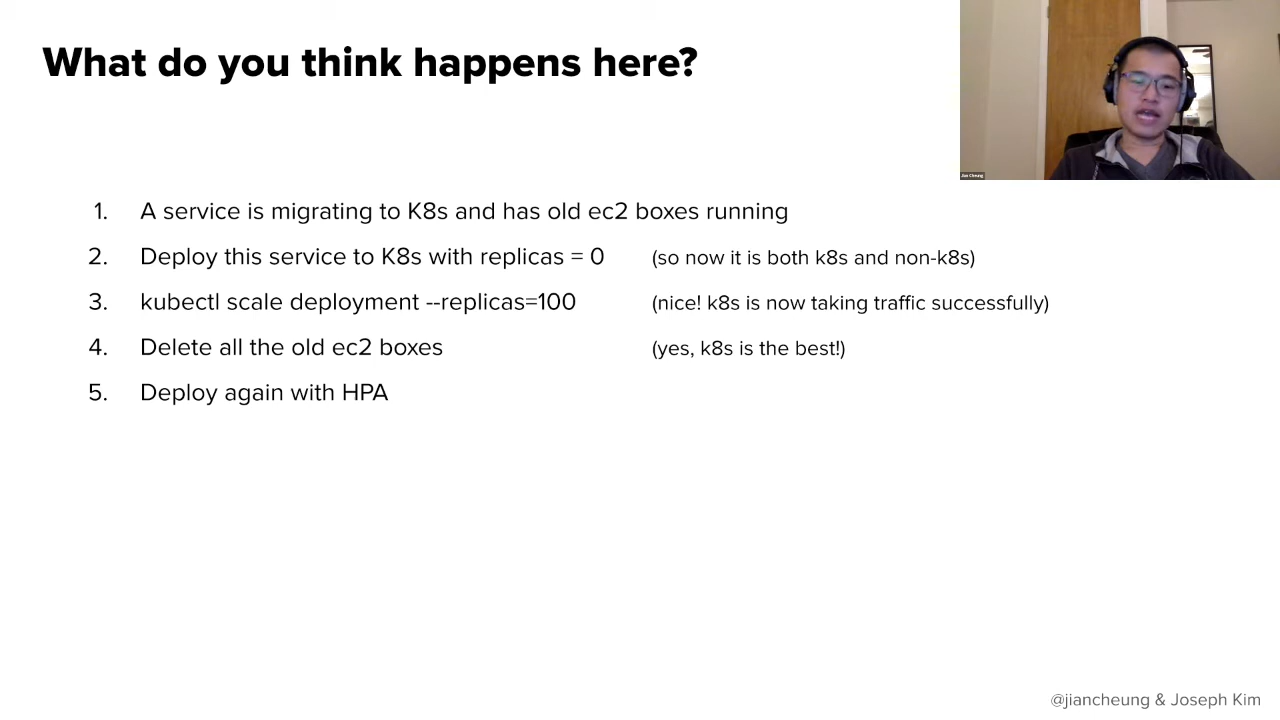 What do you think happens here?
Jian Cheung
1. A service is migrating to K8s and has old ec2 boxes running
2. Deploy this service to K8s with replicas = 0 (so now it is both k8s and non-k8s)
3. kubectl scale deployment --replicas=100 (nice! k8s is now taking traffic successfully)
4. Delete all the old ec2 boxes (yes, k8s is the best!)
5. Deploy again with HPA
@jiancheung & Joseph Kim